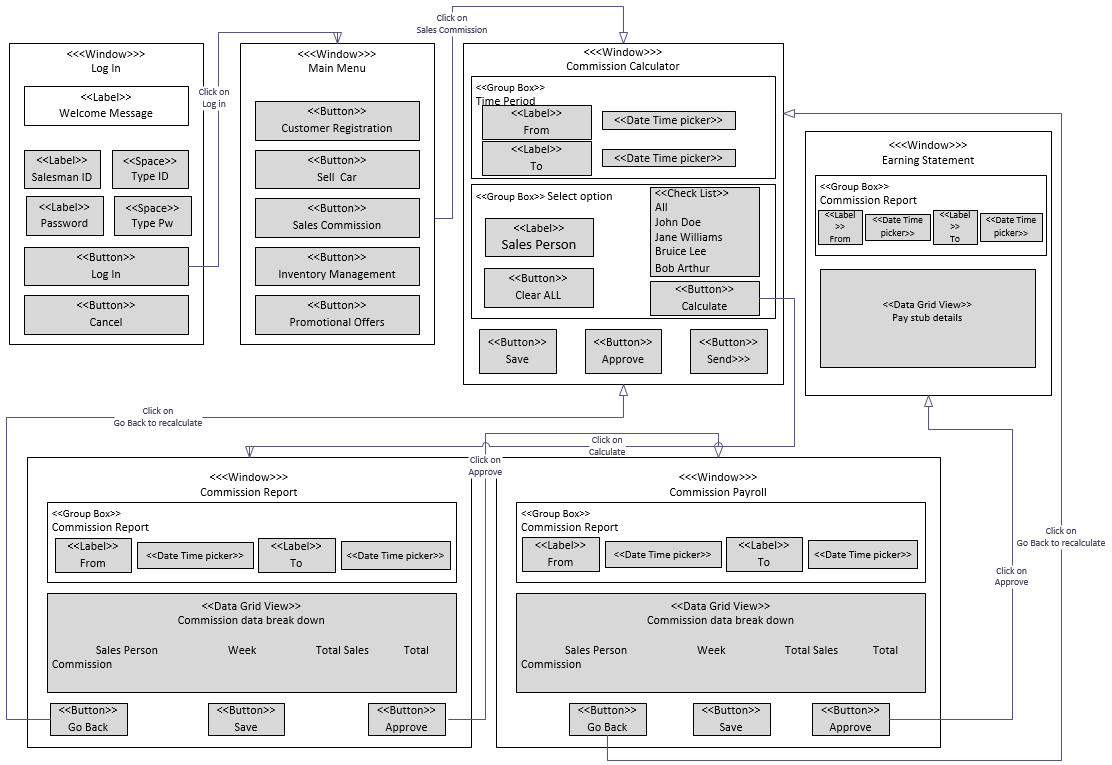 <<<Window>>>
Log In
<<Label>>
Welcome Message
<<Label>>
Salesman ID
<<Space>>
Type ID
<<Label>>
Password
<<Space>>
Type Pw
<<Button>>
Log In
<<Button>>
Cancel
Click on
Log in
<<<Window>>>
Main Menu
<<Button>>
Customer Registration
<<Button>>
Sell  Car
<<Button>>
Sales Commission
<<Button>>
Inventory Management
<<Button>>
Promotional Offers
Click on
Sales Commission
<<<Window>>>
Commission Calculator
<<Group Box>>
Time Period
<<Label>>
From
<<Date Time picker>>
<<Label>>
To
<<Date Time picker>>
<<Group Box>> Select option
<<Label>>
Sales Person
<<Button>>
Clear ALL
<<Check List>>
All
John Doe
Jane Williams
Bruice Lee
Bob Arthur
<<Button>>
Calculate
<<Button>>
Save
<<Button>>
Approve
<<Button>>
Send>>>
<<<Window>>>
Earning Statement
<<Group Box>>
Commission Report
<<Label
>>
From
<<Date Time
picker>>
<<Label
>>
To
<<Date Time
picker>>
<<Data Grid View>>
Pay stub details
Click on
Go Back to recalculate
Click on
Calculate
Click on
Approve
<<<Window>>>
Commission Report
<<Group Box>>
Commission Report
<<Label>>
From
<<Date Time picker>>
<<Label>>
To
<<Date Time picker>>
<<Data Grid View>>
Commission data break down
Sales Person Week Total Sales Total
Commission
<<Button>>
Go Back
<<Button>>
Save
<<Button>>
Approve
<<<Window>>>
Commission Payroll
<<Group Box>>
Commission Report
<<Label>>
From
<<Date Time picker>>
<<Label>>
To
<<Date Time picker>>
<<Data Grid View>>
Commission data break down
Sales Person Week Total Sales Total
Commission
<<Button>>
Go Back
<<Button>>
Save
<<Button>>
Approve
Click on
Approve
Click on
Go Back to recalculate